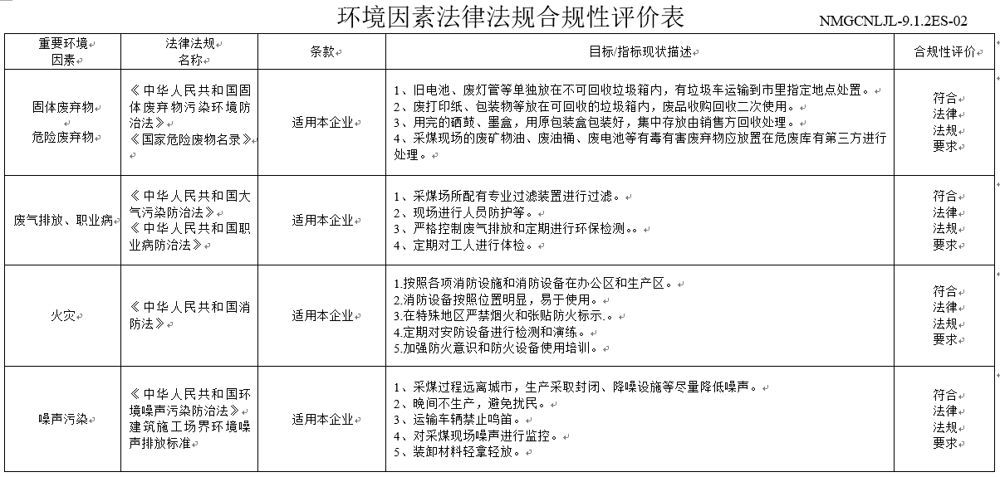 环境因素法律法规合规性评价表
NMGCNLJL-9.1.2ES-02
重要环境
因素
法律法规
名称
条款
目标/指标现状描述
合规性评价
固体废弃物
危险废弃物
《中华人民共和国固
体废弃物污染环境防
治法》
《国家危险废物名录》
适用本企业
1、旧电池、废灯管等单独放在不可回收垃圾箱内，有垃圾车运输到市里指定地点处置。
2、废打印纸、包装物等放在可回收的垃圾箱内，废品收购回收二次使用。
3、用完的硒鼓、墨盒，用原包装盒包装好，集中存放由销售方回收处理。
4、采煤现场的废矿物油、废油桶、废电池等有毒有害废弃物应放置在危废库有第三方进行
处理。
符合
法律
法规
要求
废气排放、职业病
《中华人民共和国大
气污染防治法》
《中华人民共和国职
业病防治法》
适用本企业
1、采煤场所配有专业过滤装置进行过滤。
2、现场进行人员防护等。
3、严格控制废气排放和定期进行环保检测。。
4、定期对工人进行体检。
符合
法律
法规
要求
火灾
《中华人民共和国消
防法》
适用本企业
1.按照各项消防设施和消防设备在办公区和生产区。
2.消防设备按照位置明显，易于使用。
3.在特殊地区严禁烟火和张贴防火标示.。
4.定期对安防设备进行检测和演练。
5.加强防火意识和防火设备使用培训。
符合
法律
法规
要求
噪声污染
《中华人民共和国环
境噪声污染防治法》
建筑施工场界环境噪
声排放标准
适用本企业
1、采煤过程远离城市，生产采取封闭、降噪设施等尽量降低噪声。
2、晚间不生产，避免扰民。
3、运输车辆禁止鸣笛。
4、对采煤现场噪声进行监控。
5、装卸材料轻拿轻放。
符合
法律
法规
要求